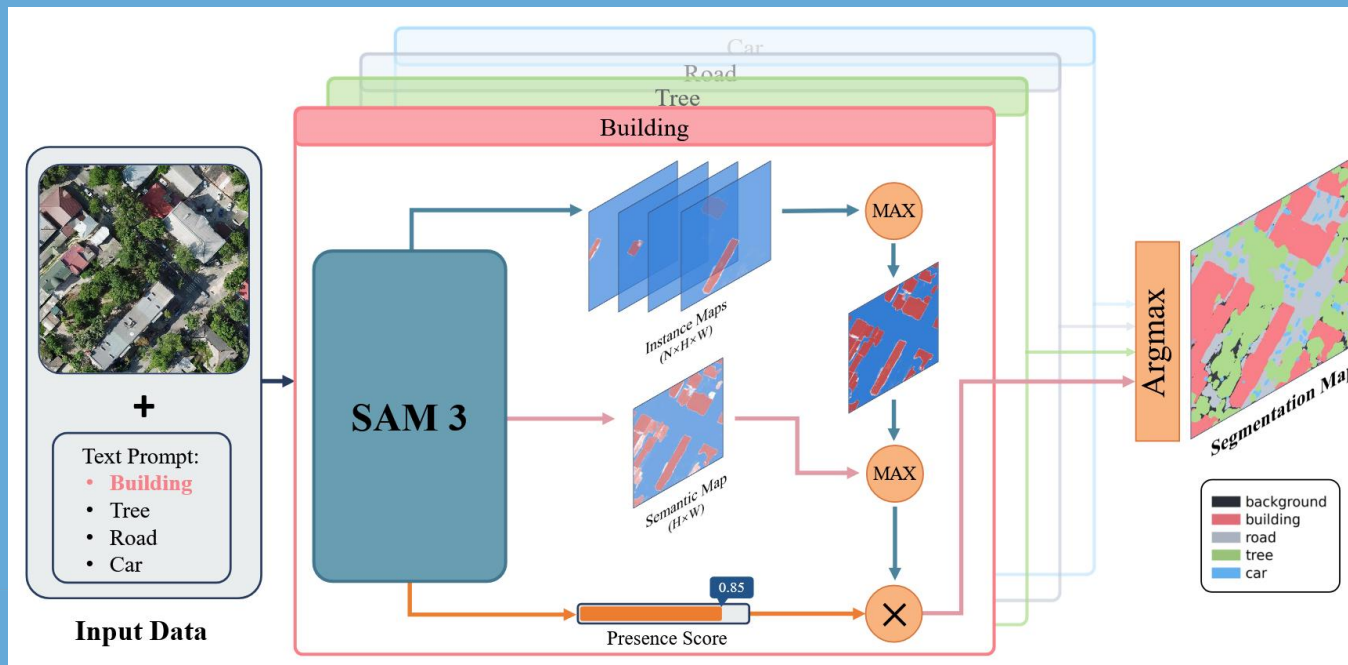 Car
Road
Tree
Building
MAX
Instance Maps
(N×H×W)
SAM 3
+
Text Prompt:
• Building
• Tree
• Road
• Car
Input Data
Semantic Map
(H×W)
MAX
0.85
Presence Score
×
Argmax
Segmentation Map
background
building
road
tree
car